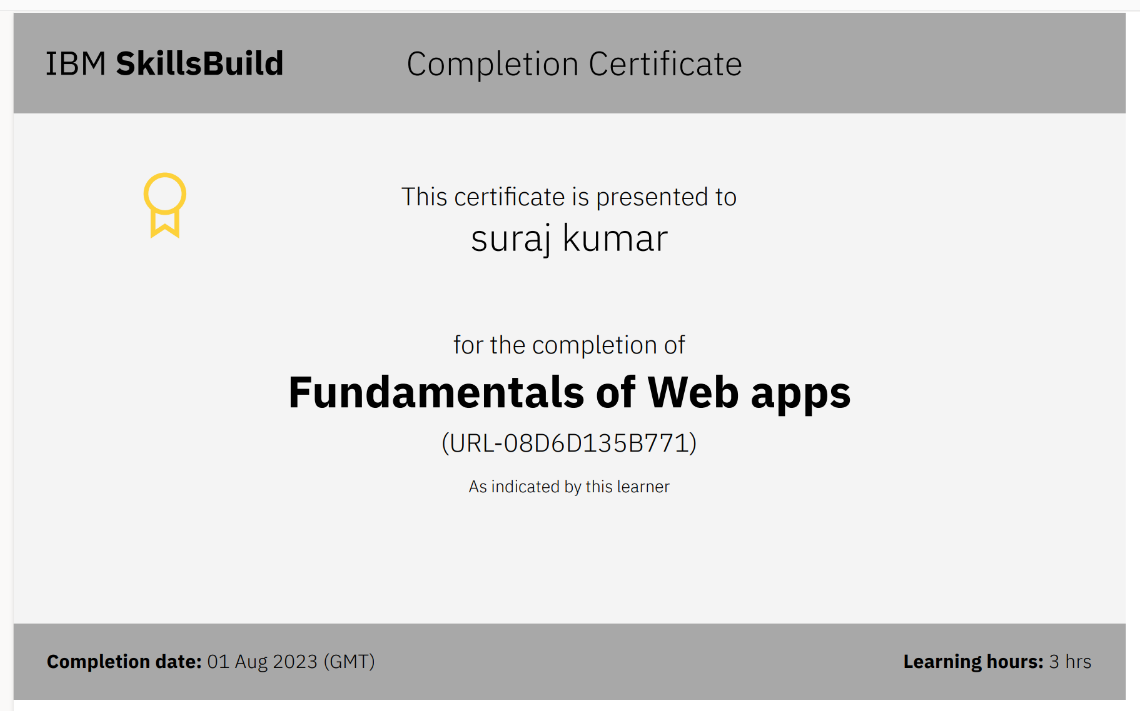 IBM SkillsBuild
Completion Certificate
This certificate is presented to
suraj kumar
for the completion of
Fundamentals of Web apps
(URL-08D6D135B771)
As indicated by this learner
Completion date: 01 Aug 2023 (GMT)
Learning hours: 3 hrs